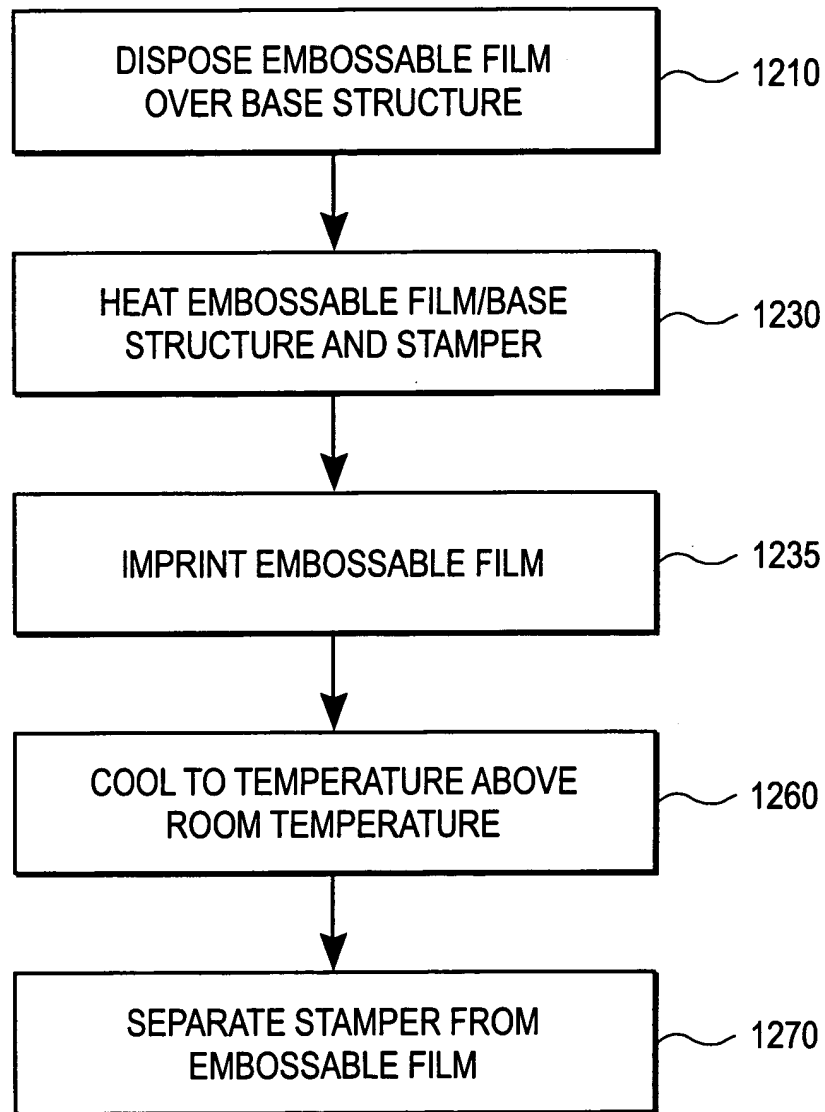 DISPOSE EMBOSSABLE FILM
OVER BASE STRUCTURE
1210
HEAT EMBOSSABLE FILM/BASE
STRUCTURE AND STAMPER
1230
IMPRINT EMBOSSABLE FILM
1235
COOL TO TEMPERATURE ABOVE
ROOM TEMPERATURE
1260
SEPARATE STAMPER FROM
EMBOSSABLE FILM
1270